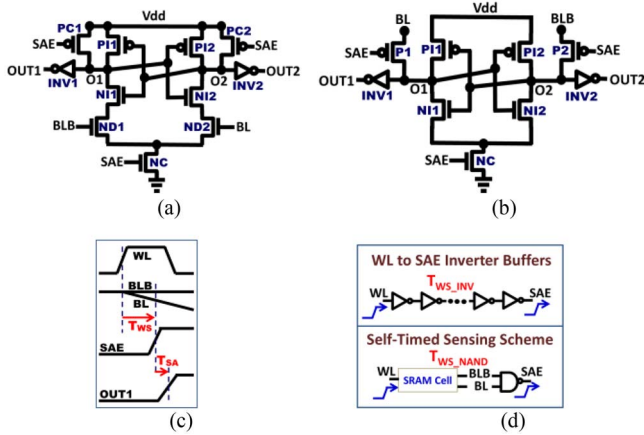 Vdd
PC1 PI1 PI2 PC2
SAE SAE
OUT1 O1 O2 OUT2
INV1 NI1 NI2 INV2
BLB ND1 ND2 BL
SAE NC
(a)
Vdd
BL BLB
SAE P1 PI1 PI2 P2 SAE
OUT1 O1 O2 OUT2
INV1 NI1 NI2 INV2
SAE NC
(b)
WL
BLB
BL
TWS
SAE
TSA
OUT1
(c)
WL to SAE Inverter Buffers
TWS_INV
WL SAE
Self-Timed Sensing Scheme
TWS_NAND
WL SRAM Cell BLB SAE
BL
(d)